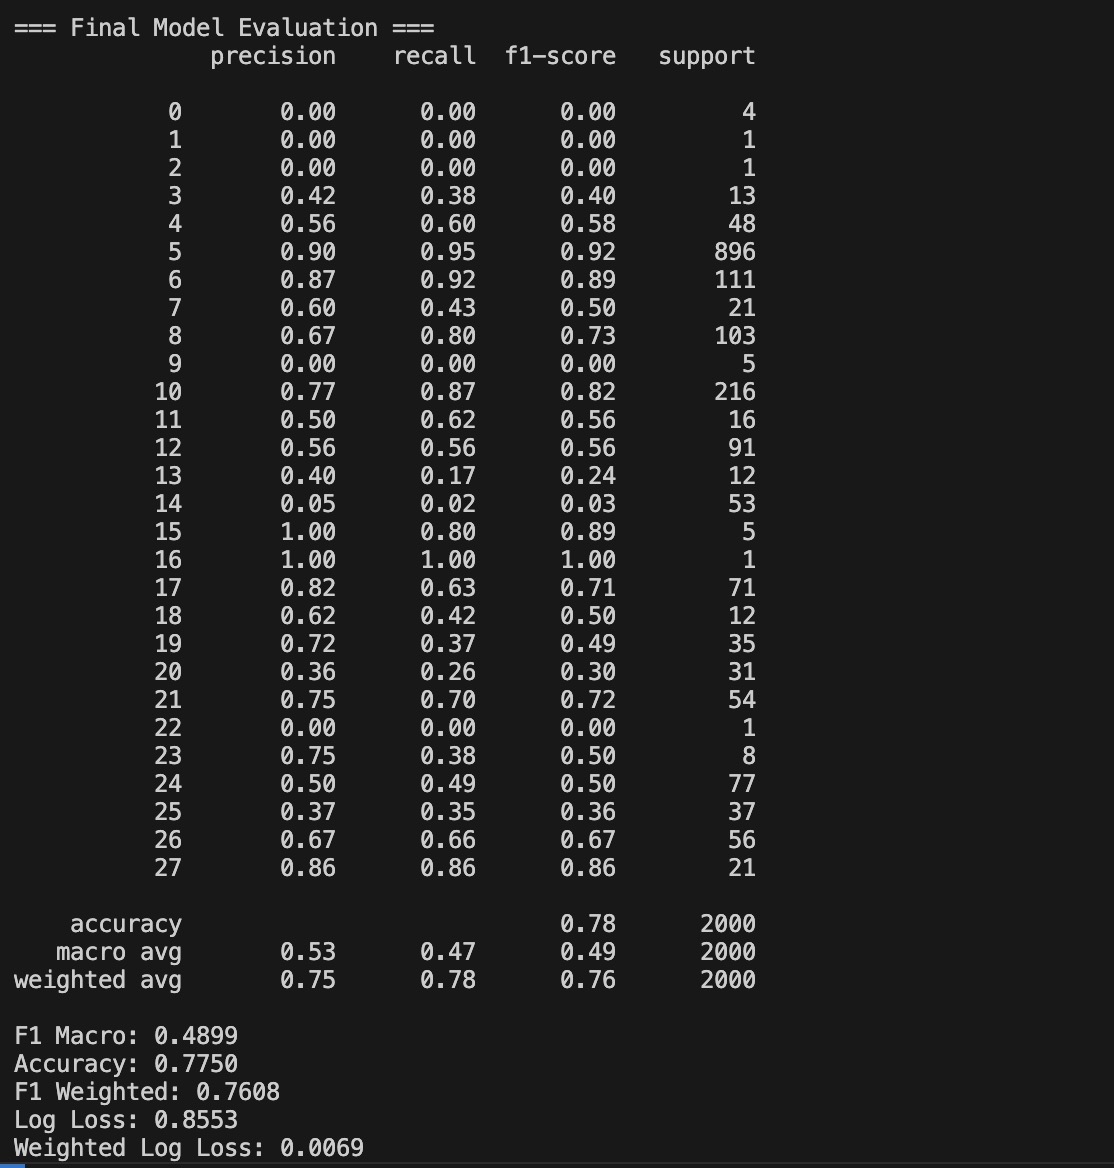 === Final Model Evaluation ===
precision recall f1-score support
0 0.00 0.00 0.00 4
1 0.00 0.00 0.00 1
2 0.00 0.00 0.00 1
3 0.42 0.38 0.40 13
4 0.56 0.60 0.58 48
5 0.90 0.95 0.92 896
6 0.87 0.92 0.89 111
7 0.60 0.43 0.50 21
8 0.67 0.80 0.73 103
9 0.00 0.00 0.00 5
10 0.77 0.87 0.82 216
11 0.50 0.62 0.56 16
12 0.56 0.56 0.56 91
13 0.40 0.17 0.24 12
14 0.05 0.02 0.03 53
15 1.00 0.80 0.89 5
16 1.00 1.00 1.00 1
17 0.82 0.63 0.71 71
18 0.62 0.42 0.50 12
19 0.72 0.37 0.49 35
20 0.36 0.26 0.30 31
21 0.75 0.70 0.72 54
22 0.00 0.00 0.00 1
23 0.75 0.38 0.50 8
24 0.50 0.49 0.50 77
25 0.37 0.35 0.36 37
26 0.67 0.66 0.67 56
27 0.86 0.86 0.86 21
accuracy 0.78 2000
macro avg 0.53 0.47 0.49 2000
weighted avg 0.75 0.78 0.76 2000
F1 Macro: 0.4899
Accuracy: 0.7750
F1 Weighted: 0.7608
Log Loss: 0.8553
Weighted Log Loss: 0.0069